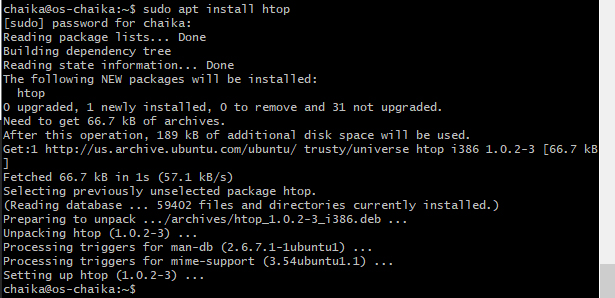 chaika@os-chaika:~$ sudo apt install htop
[sudo] password for chaika:
Reading package lists... Done
Building dependency tree
Reading state information... Done
The following NEW packages will be installed:
  htop
0 upgraded, 1 newly installed, 0 to remove and 31 not upgraded.
Need to get 66.7 kB of archives.
After this operation, 189 kB of additional disk space will be used.
Get:1 http://us.archive.ubuntu.com/ubuntu/ trusty/universe htop i386 1.0.2-3 [66.7 kB
]
Fetched 66.7 kB in 1s (57.1 kB/s)
Selecting previously unselected package htop.
(Reading database ... 59402 files and directories currently installed.)
Preparing to unpack .../archives/htop_1.0.2-3_i386.deb ...
Unpacking htop (1.0.2-3) ...
Processing triggers for man-db (2.6.7.1-1ubuntu1) ...
Processing triggers for mime-support (3.54ubuntu1.1) ...
Setting up htop (1.0.2-3) ...
chaika@os-chaika:~$